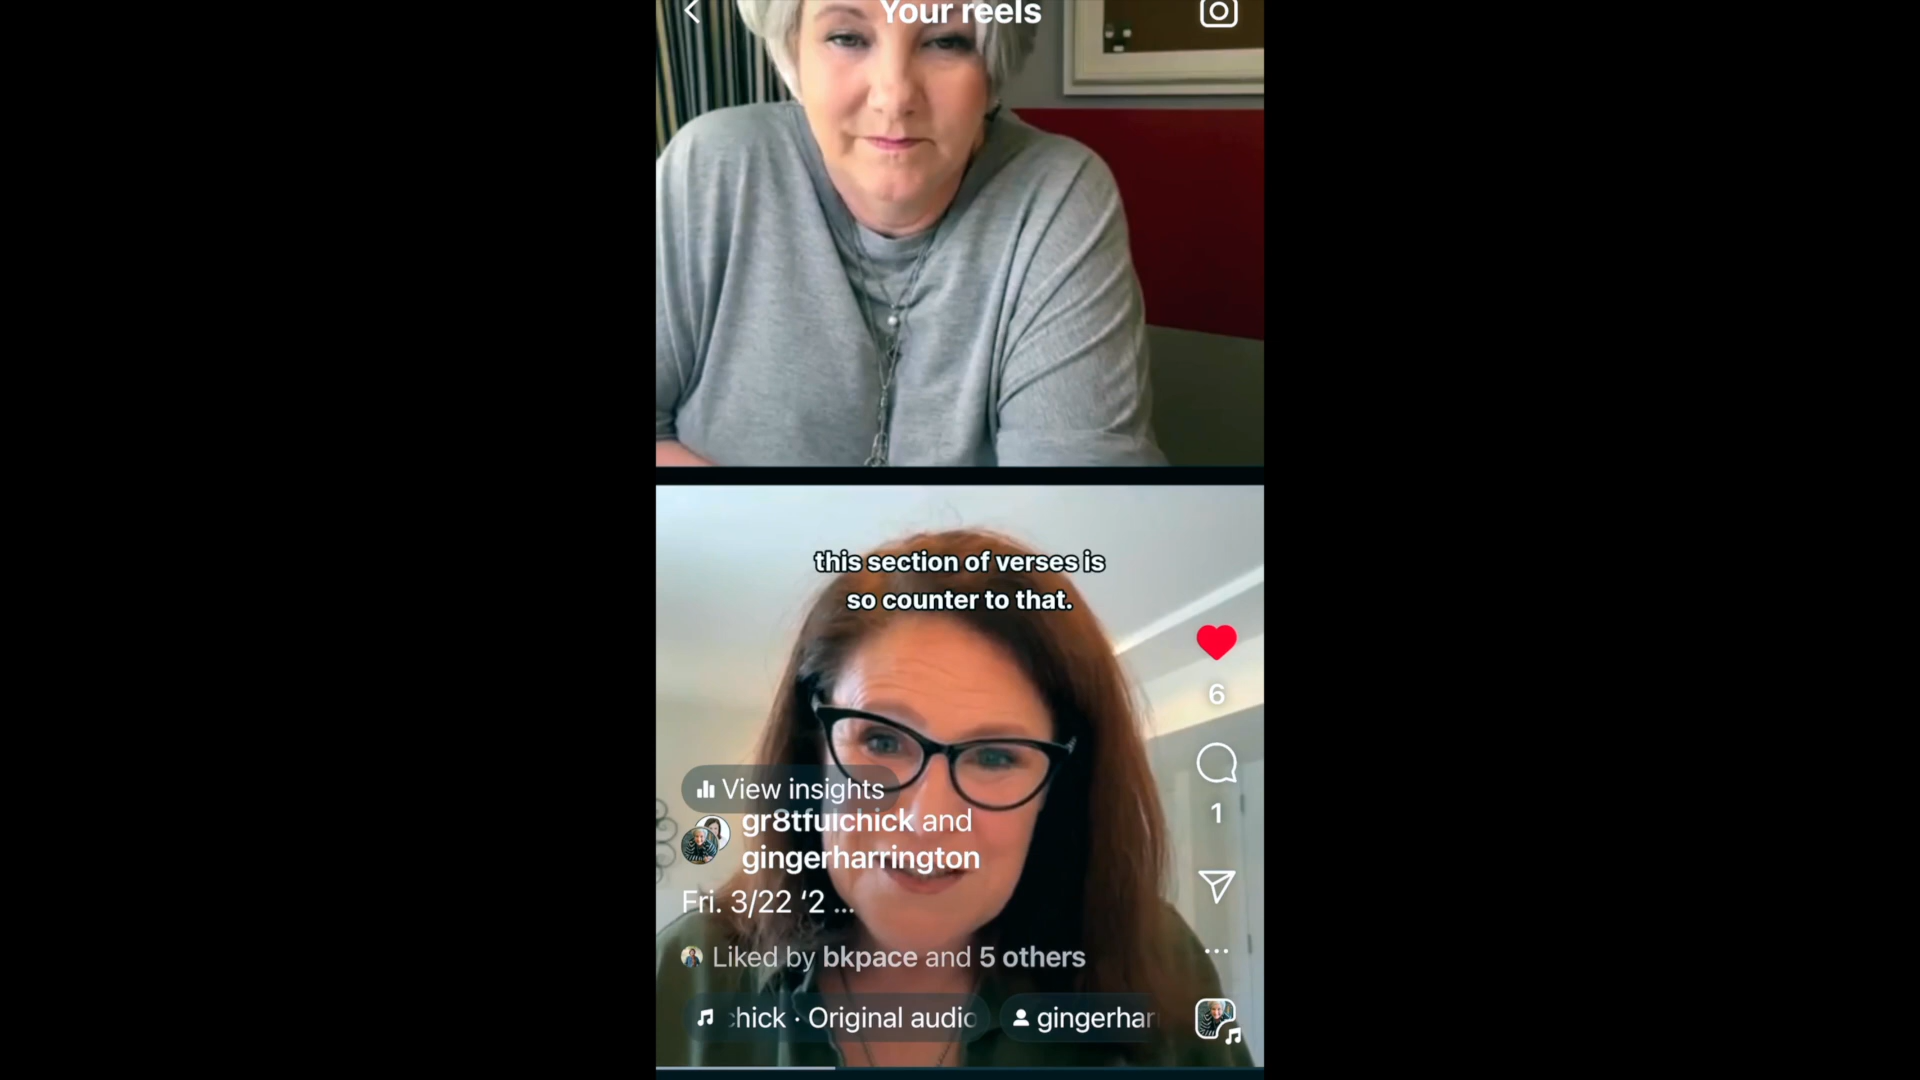 Your reels
this section of verses is
so counter to that.
6
View insights
1
gr8tfulchick and
gingerharrington
Fri. 3/22 ‘2 ...
Liked by bkpace and 5 others
chick · Original audio
gingerhar